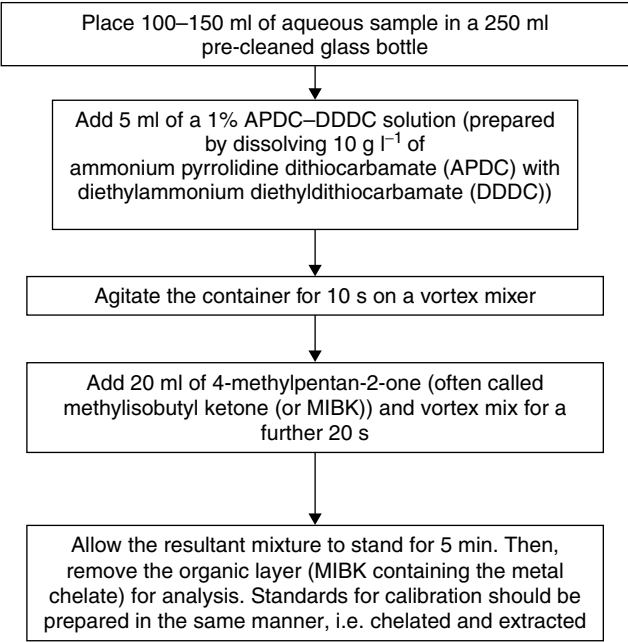 Place 100–150 ml of aqueous sample in a 250 ml
pre-cleaned glass bottle
Add 5 ml of a 1% APDC–DDDC solution (prepared
by dissolving 10 g l⁻¹ of
ammonium pyrrolidine dithiocarbamate (APDC) with
diethylammonium diethyldithiocarbamate (DDDC))
Agitate the container for 10 s on a vortex mixer
Add 20 ml of 4-methylpentan-2-one (often called
methylisobutyl ketone (or MIBK)) and vortex mix for a
further 20 s
Allow the resultant mixture to stand for 5 min. Then,
remove the organic layer (MIBK containing the metal
chelate) for analysis. Standards for calibration should be
prepared in the same manner, i.e. chelated and extracted